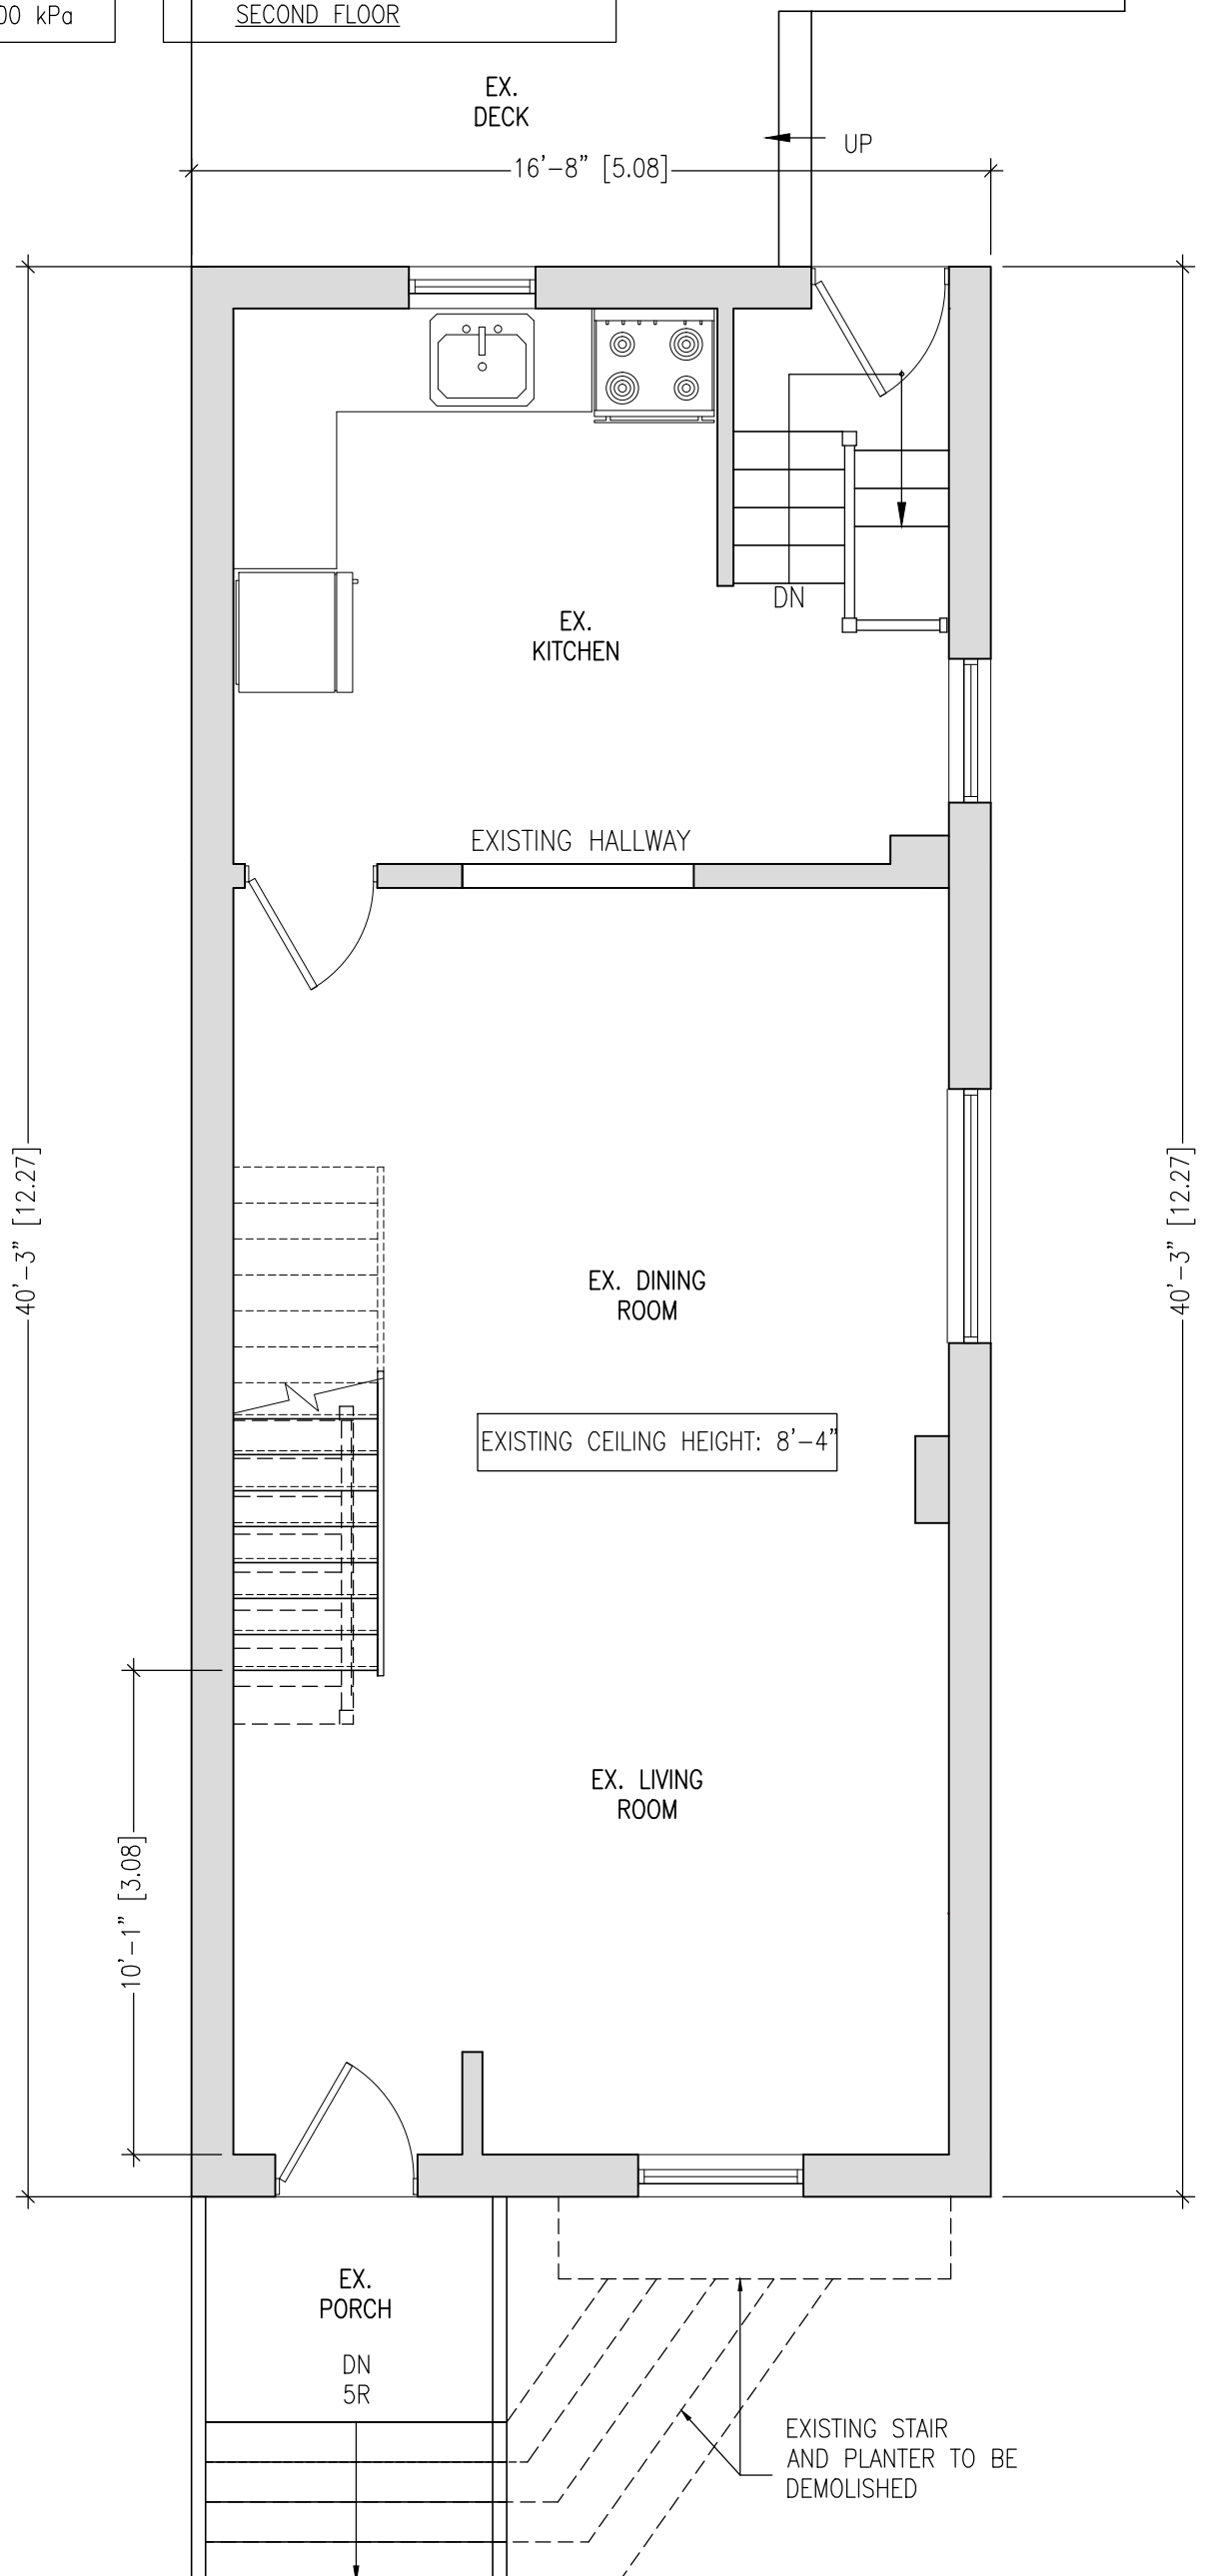 00 kPa
SECOND FLOOR
EX.
DECK
UP
16'-8" [5.08]
DN
EX.
KITCHEN
EXISTING HALLWAY
40'-3" [12.27]
40'-3" [12.27]
EX. DINING
ROOM
EXISTING CEILING HEIGHT: 8'-4"
EX. LIVING
ROOM
10'-1" [3.08]
EX.
PORCH
DN
5R
EXISTING STAIR
AND PLANTER TO BE
DEMOLISHED